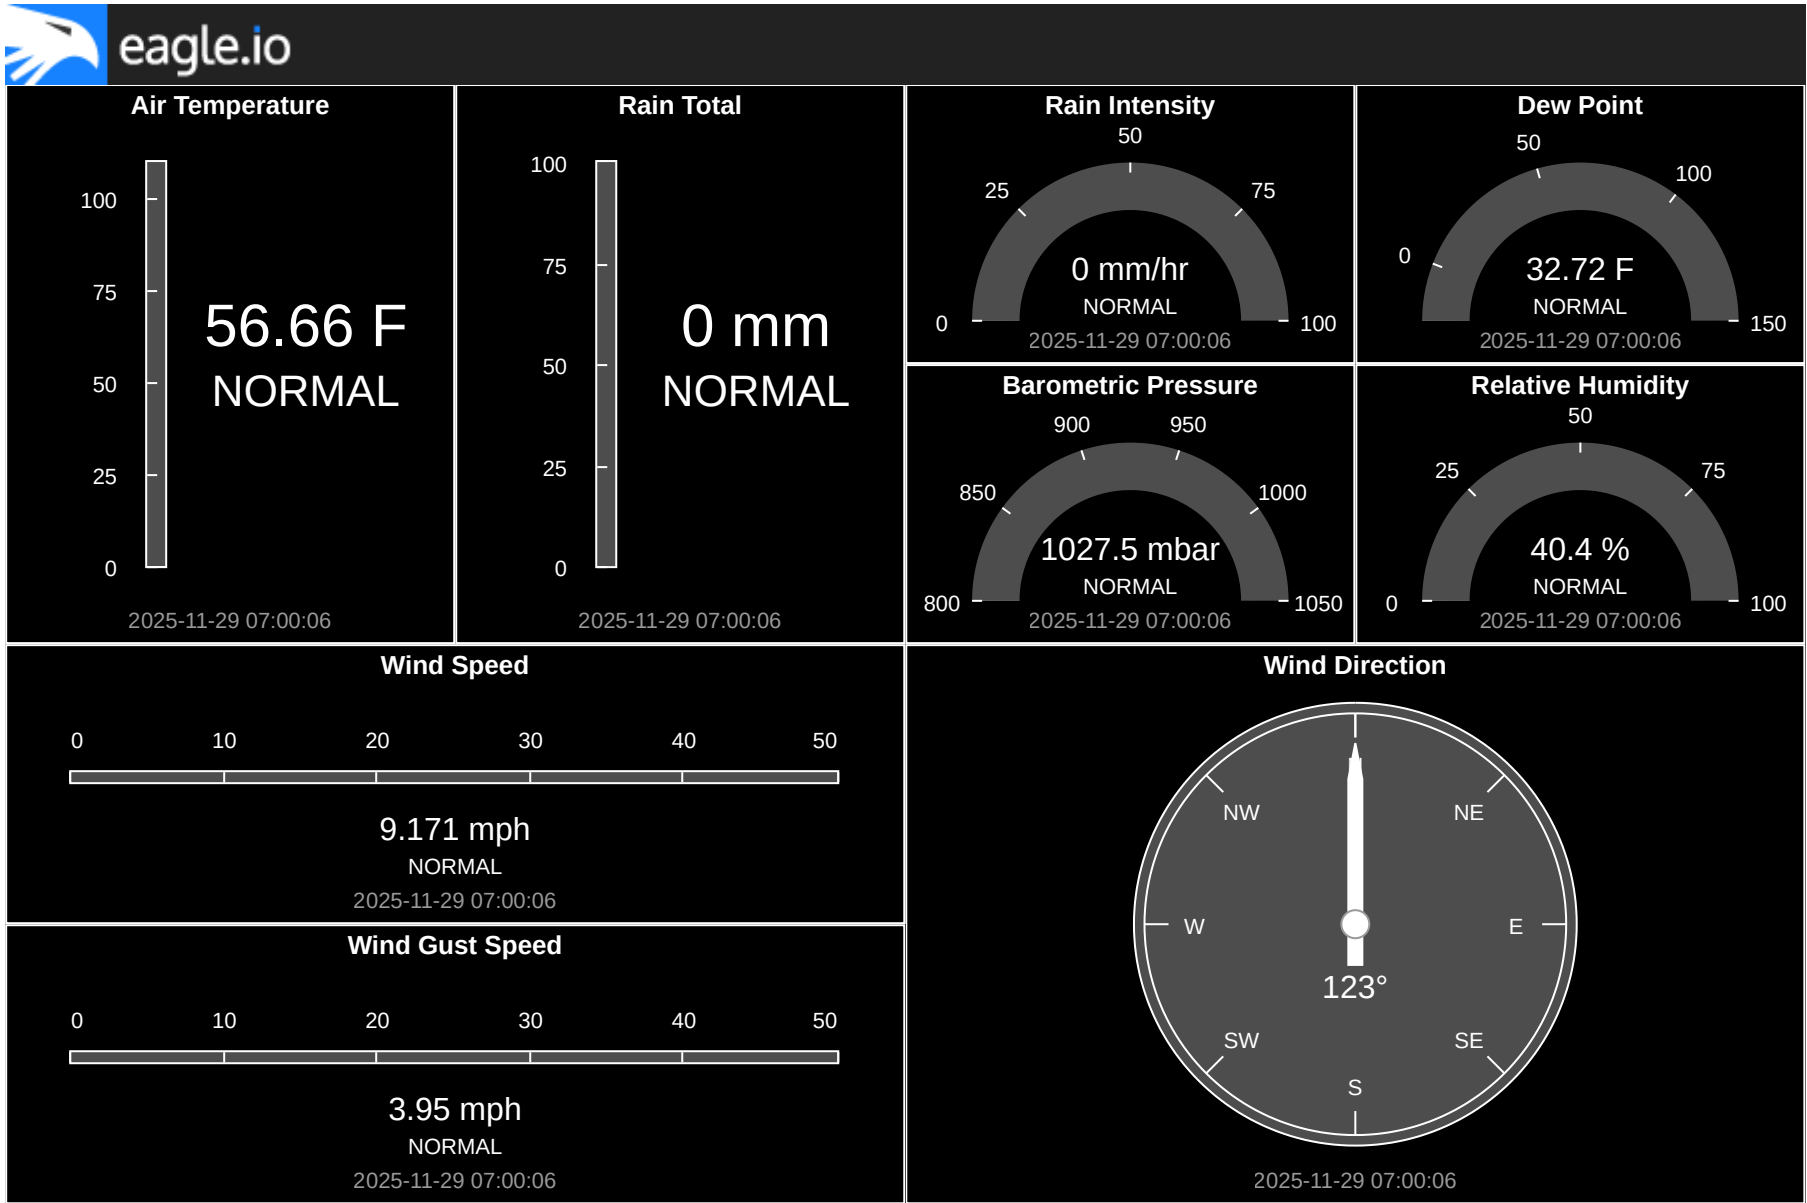 eagle.io
Air Temperature
100
75
50
25
0
56.66 F
NORMAL
2025-11-29 07:00:06
Rain Total
100
75
50
25
0
0 mm
NORMAL
2025-11-29 07:00:06
Rain Intensity
0
25
50
75
100
0 mm/hr
NORMAL
2025-11-29 07:00:06
Dew Point
0
50
100
150
32.72 F
NORMAL
2025-11-29 07:00:06
Barometric Pressure
800
850
900
950
1000
1050
1027.5 mbar
NORMAL
2025-11-29 07:00:06
Relative Humidity
0
25
50
75
100
40.4 %
NORMAL
2025-11-29 07:00:06
Wind Speed
0 10 20 30 40 50
9.171 mph
NORMAL
2025-11-29 07:00:06
Wind Gust Speed
0 10 20 30 40 50
3.95 mph
NORMAL
2025-11-29 07:00:06
Wind Direction
NW NE
W E
123°
SW SE
S
2025-11-29 07:00:06